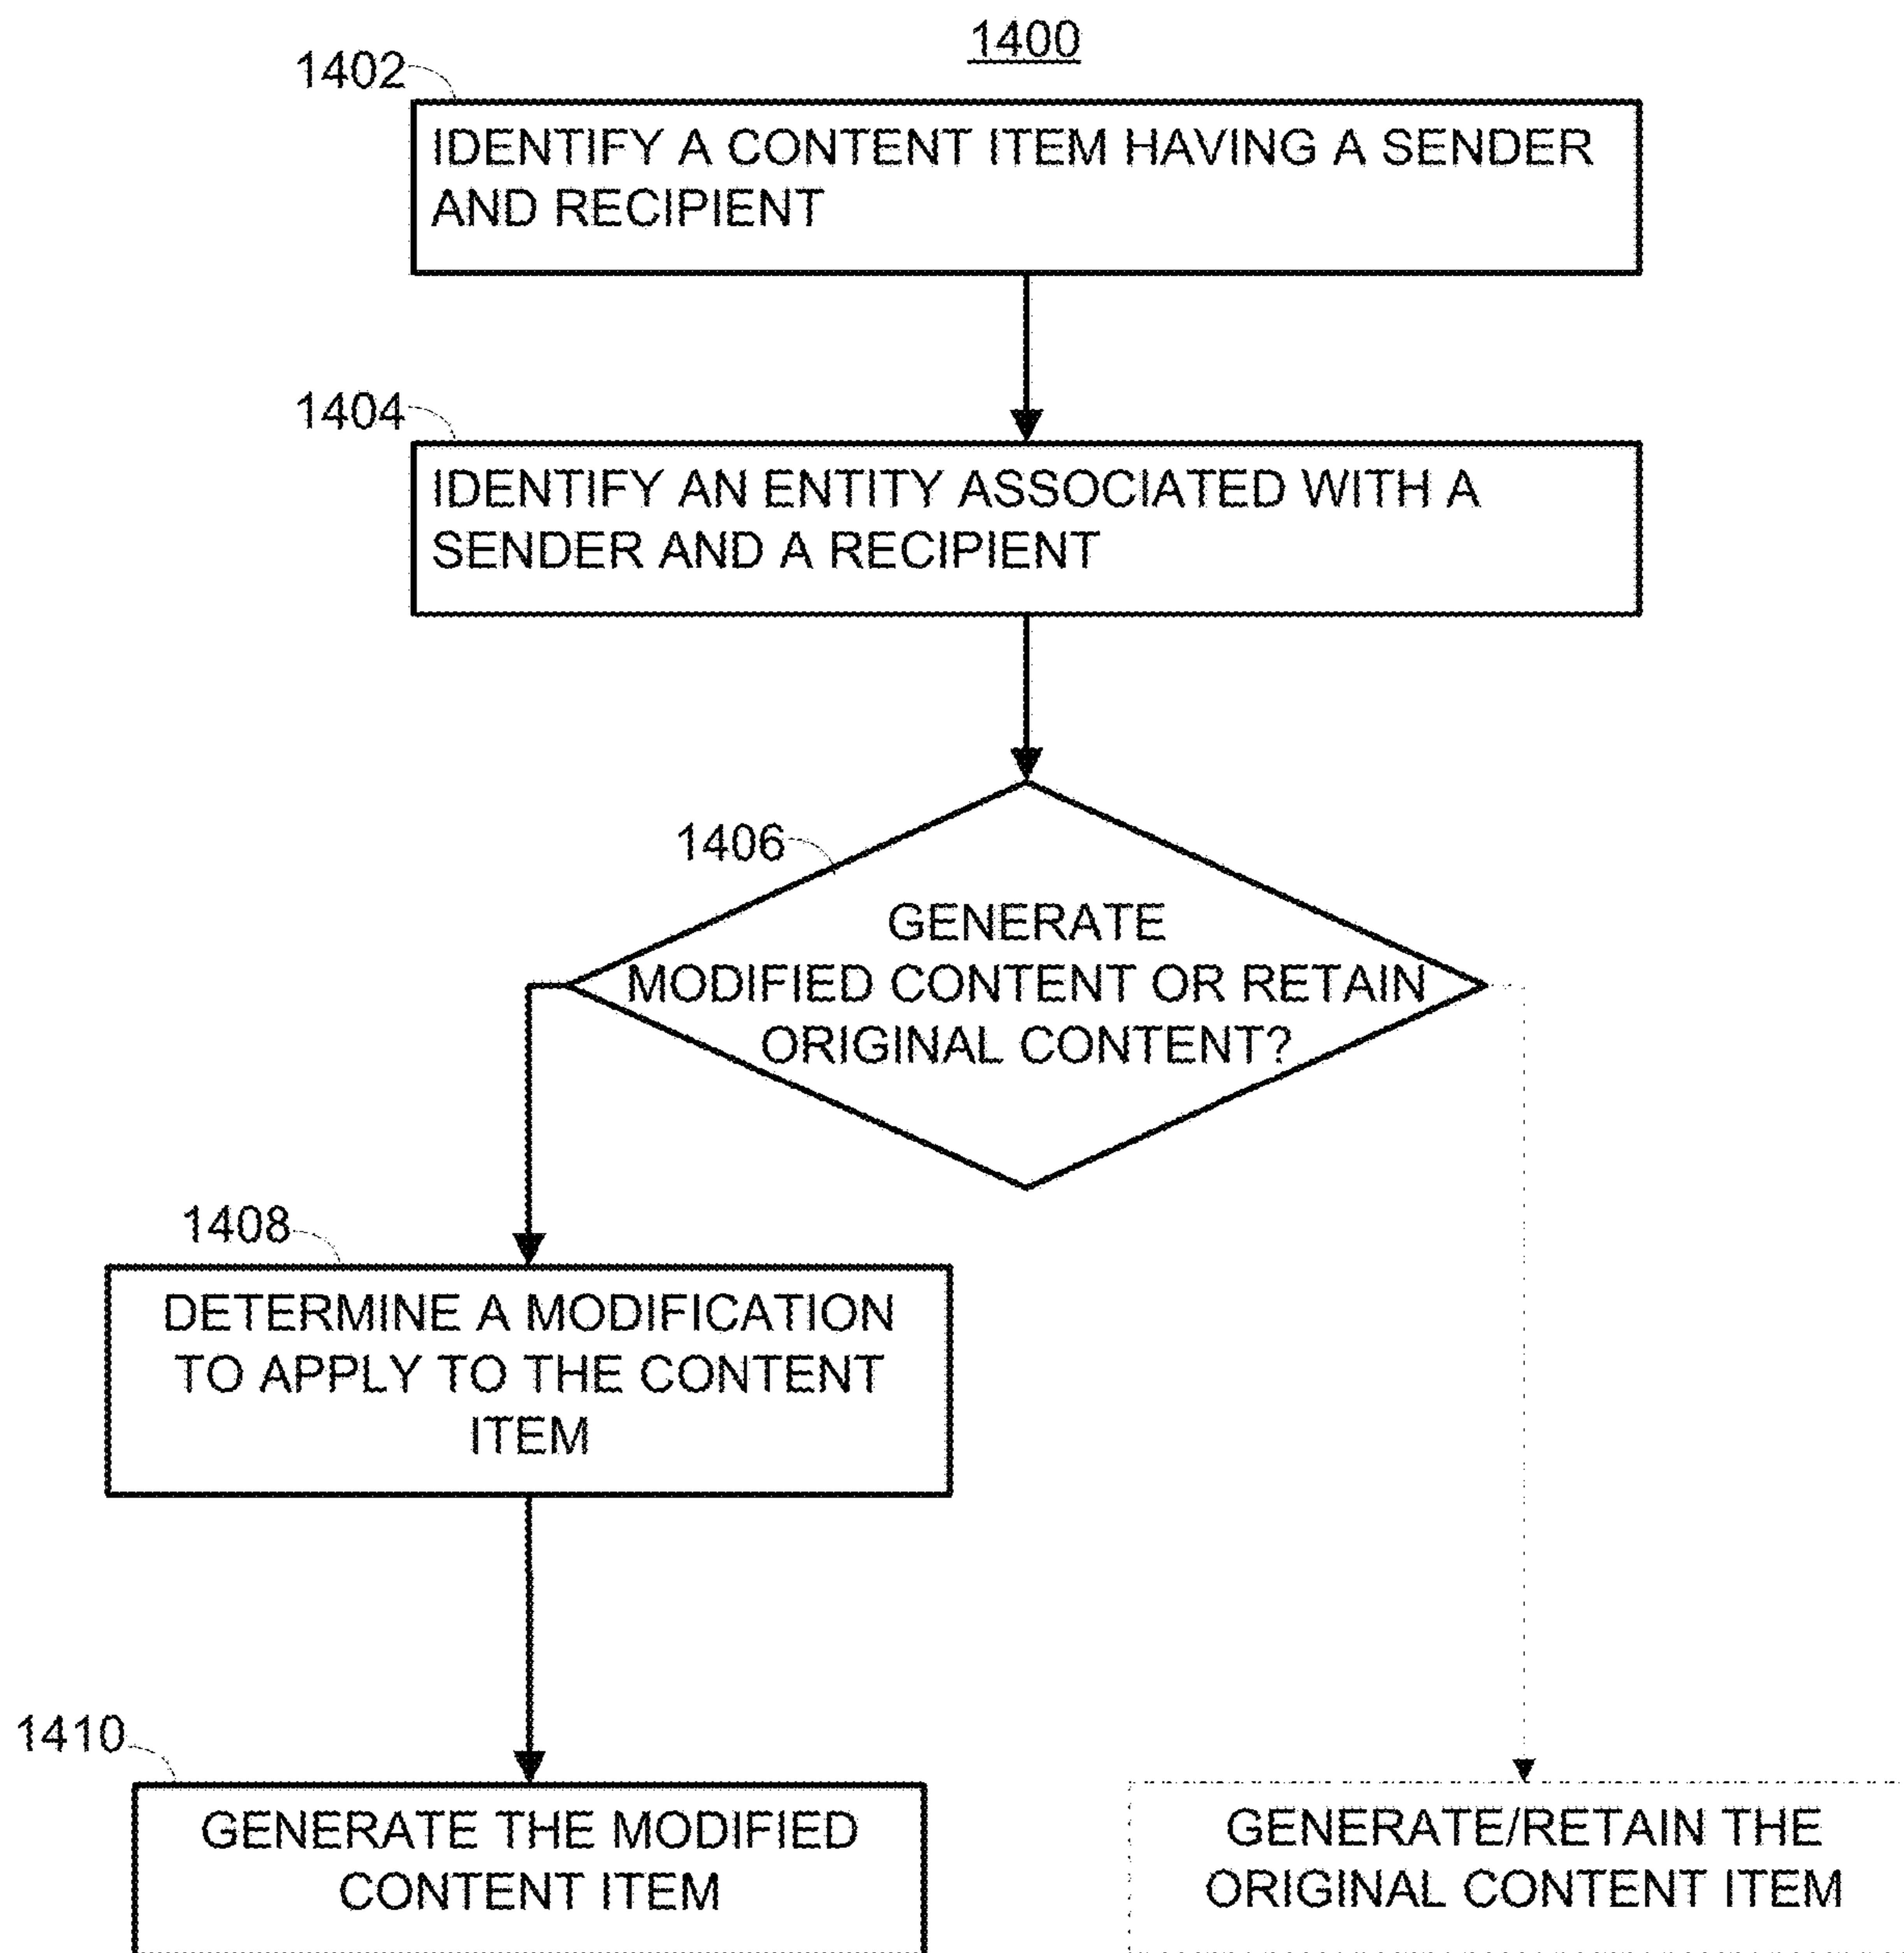 1400
1402
IDENTIFY A CONTENT ITEM HAVING A SENDER
AND RECIPIENT
1404
IDENTIFY AN ENTITY ASSOCIATED WITH A
SENDER AND A RECIPIENT
1406
GENERATE
MODIFIED CONTENT OR RETAIN
ORIGINAL CONTENT?
1408
DETERMINE A MODIFICATION
TO APPLY TO THE CONTENT
ITEM
1410
GENERATE THE MODIFIED
CONTENT ITEM
GENERATE/RETAIN THE
ORIGINAL CONTENT ITEM